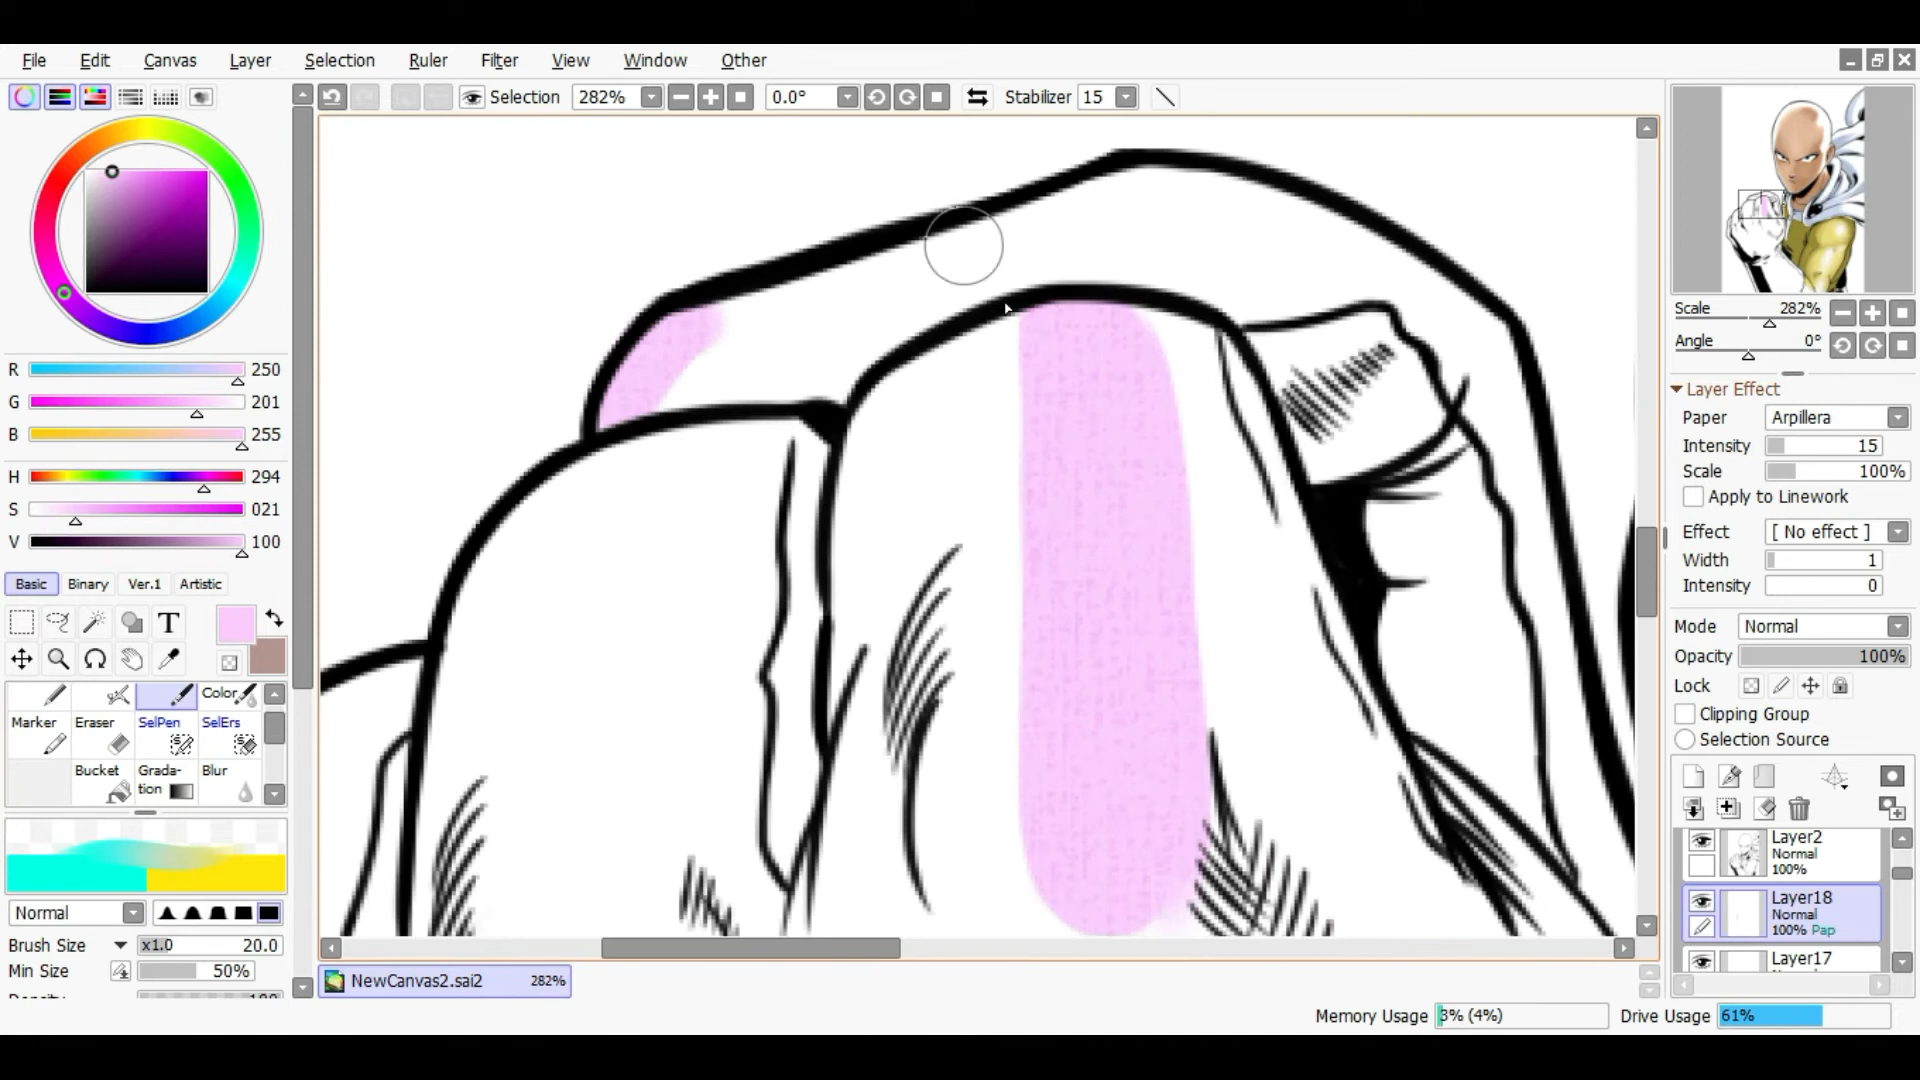 File Edit Canvas Layer Selection Ruler Filter View Window Other
Selection 282% 0.0° Stabilizer 15
R 250
G 201
B 255
H 294
S 021
V 100
Basic Binary Ver.1 Artistic
T
Color
Marker Eraser SelPen SelErs
Bucket Grada-
tion Blur
Normal
Brush Size x1.0 20.0
Min Size 50%
NewCanvas2.sai2 282%
Memory Usage 3% (4%) Drive Usage 61%
Scale 282%
Angle 0°
Layer Effect
Paper Arpillera
Intensity 15
Scale 100%
Apply to Linework
Effect [ No effect ]
Width 1
Intensity 0
Mode Normal
Opacity 100%
Lock
Clipping Group
Selection Source
Layer2
Normal
100%
Layer18
Normal
100% Pap
Layer17